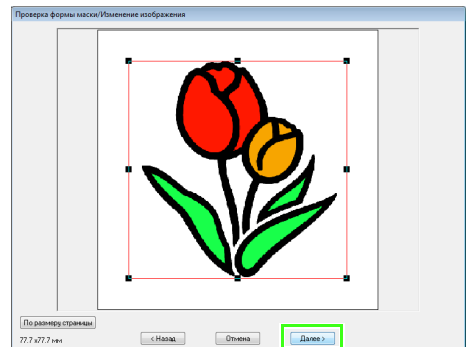 Проверка формы маски/Изменение изображения
По размеру страницы
77.7 x77.7 мм
< Назад Отмена Далее >